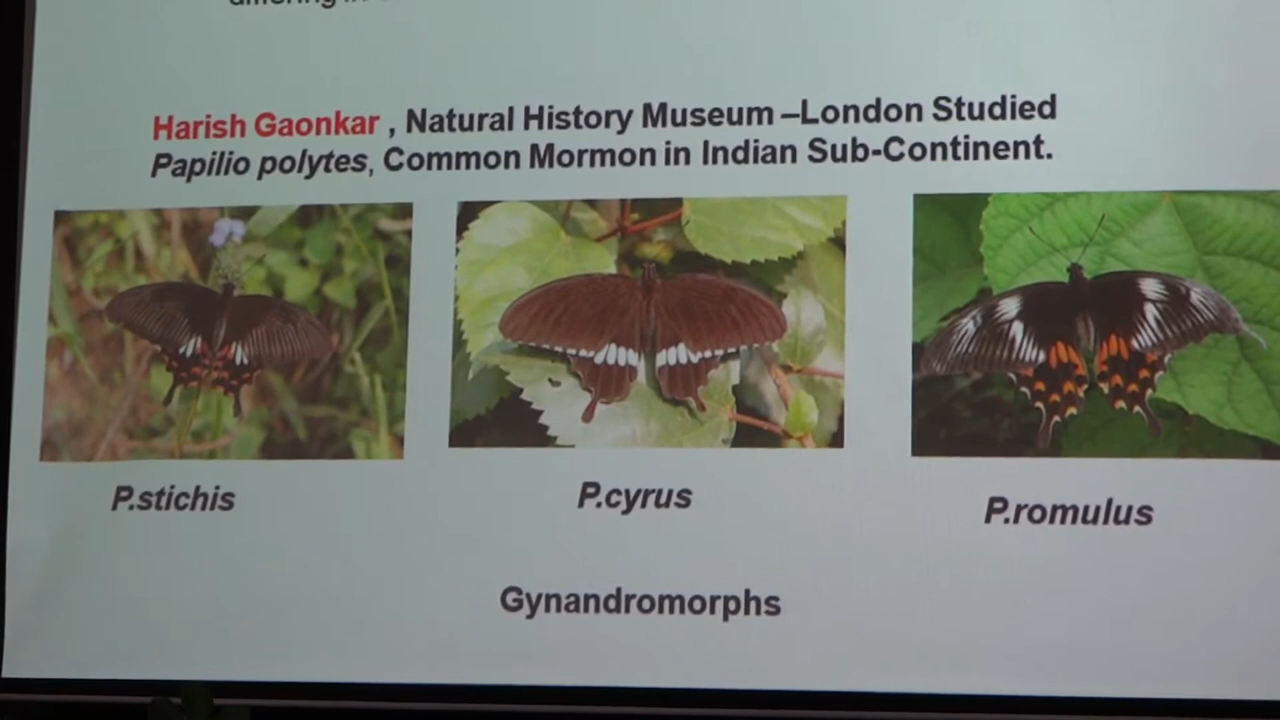 Harish Gaonkar , Natural History Museum –London Studied
Papilio polytes, Common Mormon in Indian Sub-Continent.
P.stichis
P.cyrus
P.romulus
Gynandromorphs